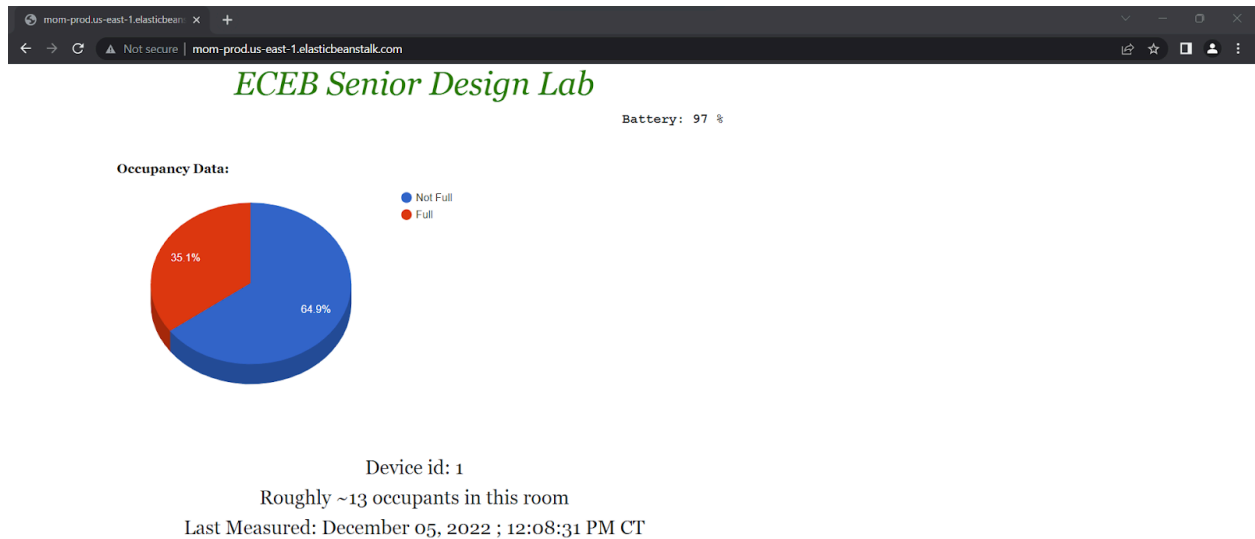 mom-prod.us-east-1.elasticbean
Not secure | mom-prod.us-east-1.elasticbeanstalk.com
ECEB Senior Design Lab
Battery: 97 %
Occupancy Data:
Not Full
Full
35.1%
64.9%
Device id: 1
Roughly ~13 occupants in this room
Last Measured: December 05, 2022 ; 12:08:31 PM CT